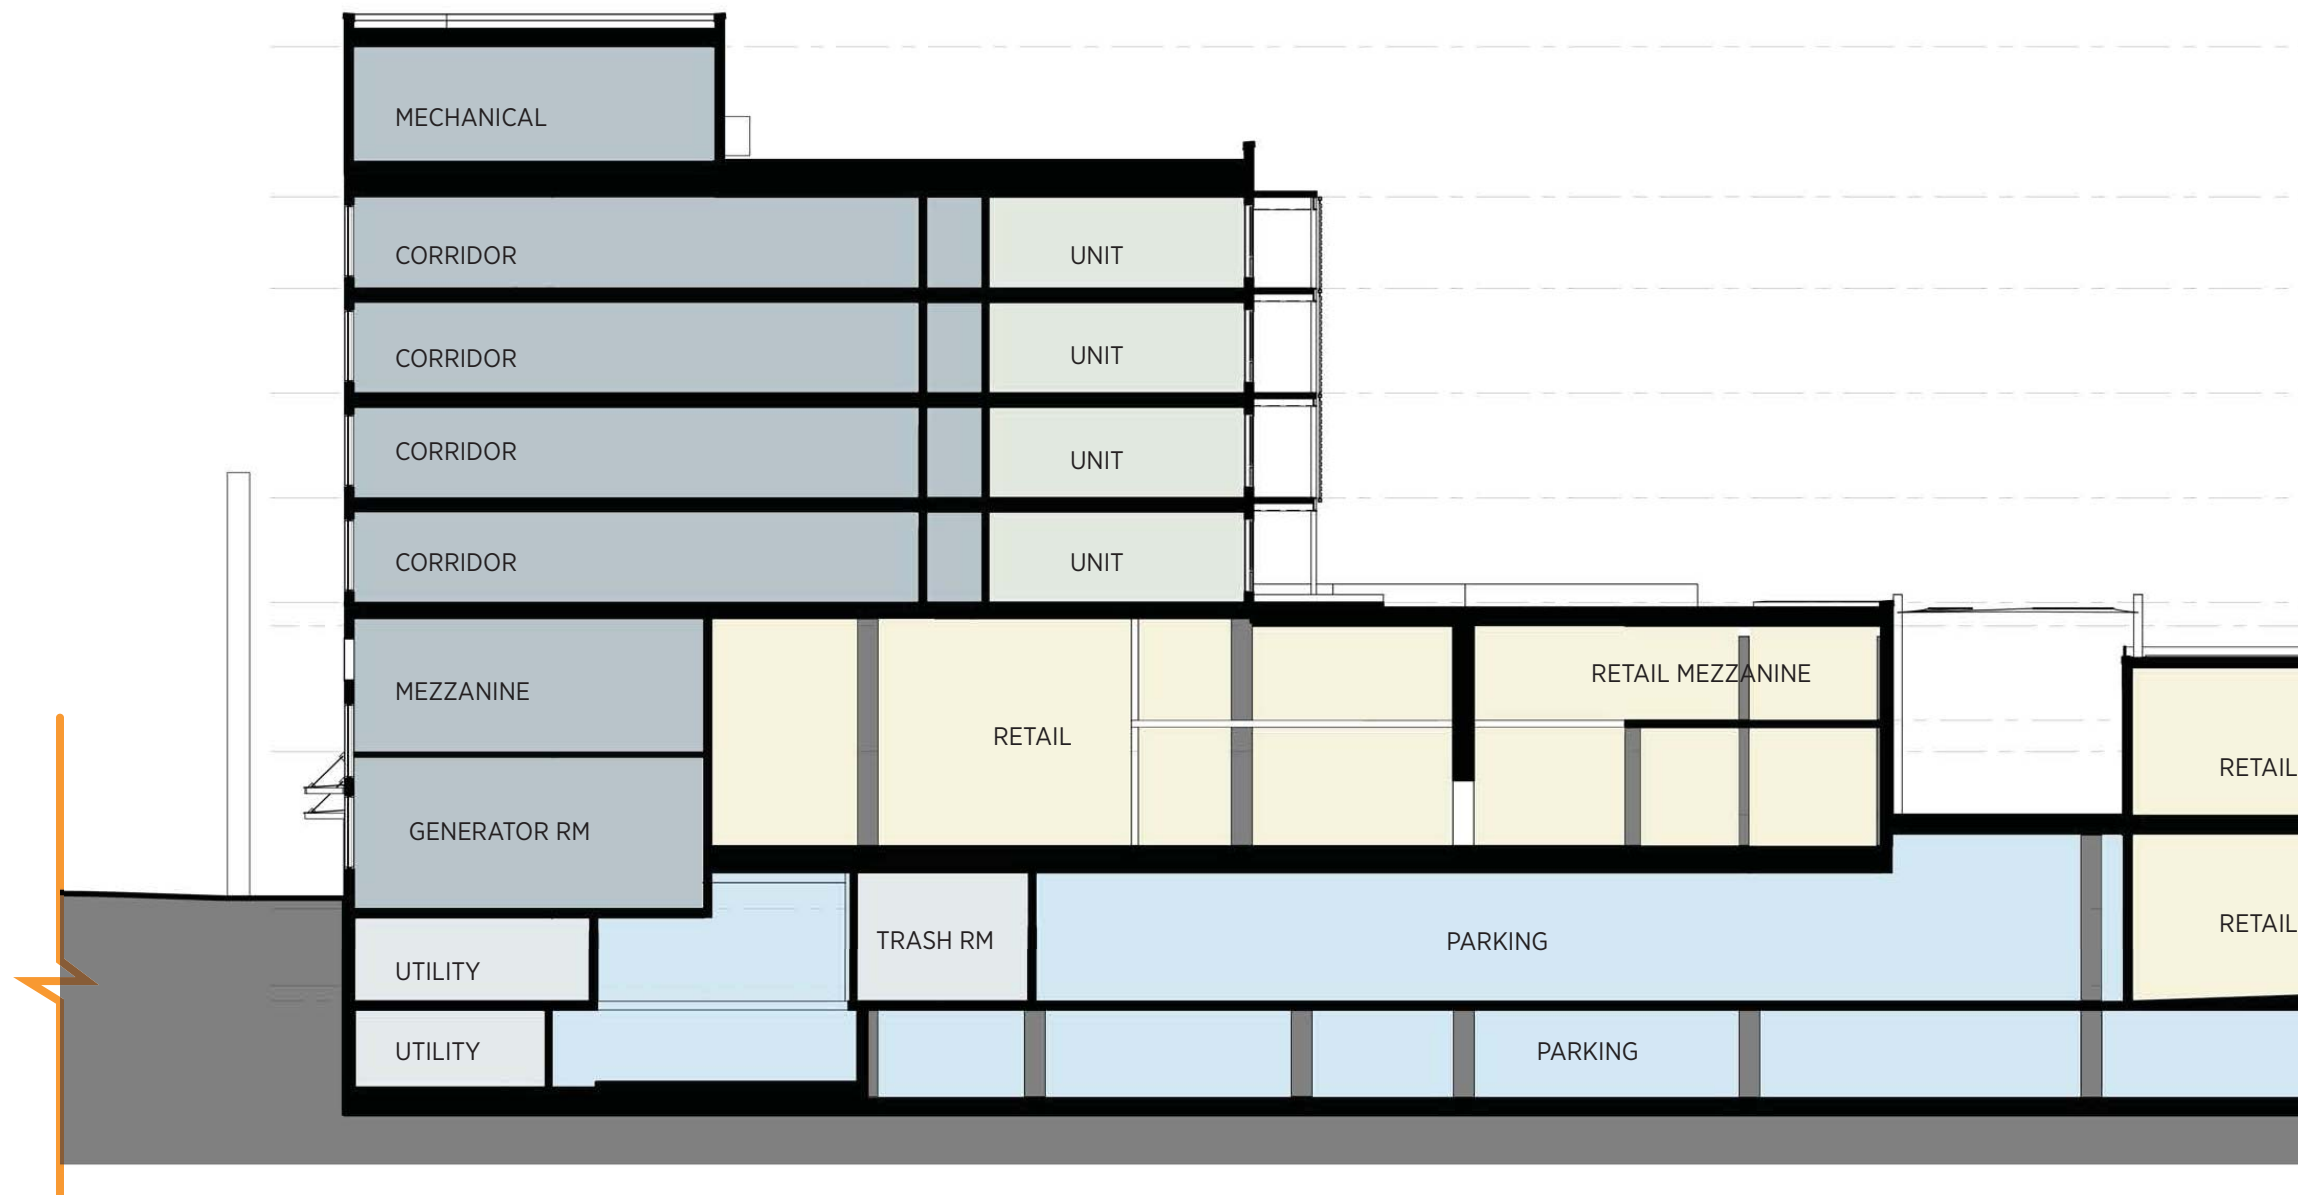 MECHANICAL
CORRIDOR UNIT
CORRIDOR UNIT
CORRIDOR UNIT
CORRIDOR UNIT
RETAIL MEZZANINE
MEZZANINE
RETAIL
RETAIL
GENERATOR RM
RETAIL
TRASH RM PARKING
UTILITY
UTILITY PARKING